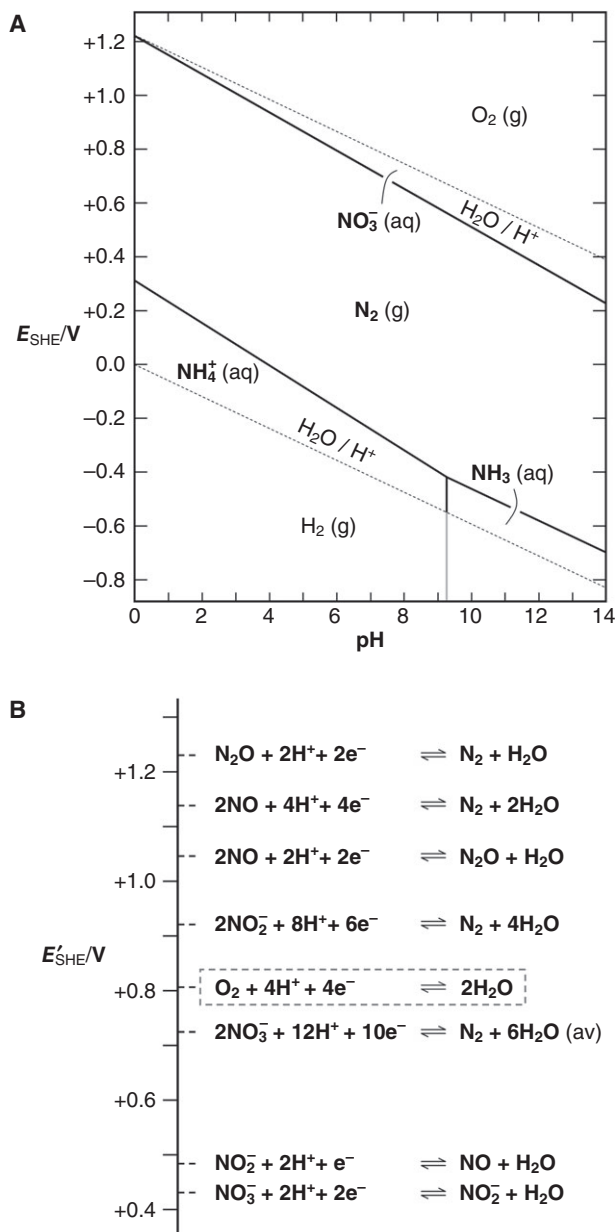 A
+1.2
+1.0
+0.8
+0.6
+0.4
+0.2
0.0
−0.2
−0.4
−0.6
−0.8
E_SHE/V
O₂ (g)
H₂O / H⁺
NO₃⁻ (aq)
N₂ (g)
NH₄⁺ (aq)
H₂O / H⁺
NH₃ (aq)
H₂ (g)
0 2 4 6 8 10 12 14
pH
B
+1.2
+1.0
+0.8
+0.6
+0.4
E′_SHE/V
N₂O + 2H⁺ + 2e⁻ ⇌ N₂ + H₂O
2NO + 4H⁺ + 4e⁻ ⇌ N₂ + 2H₂O
2NO + 2H⁺ + 2e⁻ ⇌ N₂O + H₂O
2NO₂⁻ + 8H⁺ + 6e⁻ ⇌ N₂ + 4H₂O
O₂ + 4H⁺ + 4e⁻ ⇌ 2H₂O
2NO₃⁻ + 12H⁺ + 10e⁻ ⇌ N₂ + 6H₂O (av)
NO₂⁻ + 2H⁺ + e⁻ ⇌ NO + H₂O
NO₃⁻ + 2H⁺ + 2e⁻ ⇌ NO₂⁻ + H₂O